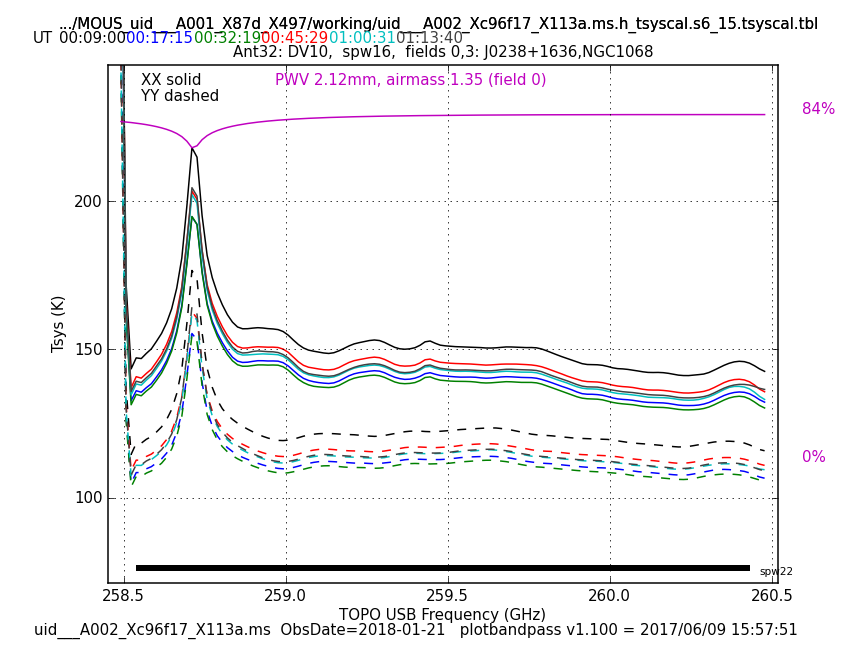 .../MOUS_uid___A001_X87d_X497/working/uid___A002_Xc96f17_X113a.ms.h_tsyscal.s6_15.tsyscal.tbl
UT 00:09:00 00:17:15 00:32:19 00:45:29 01:00:31 01:13:40
Ant32: DV10, spw16, fields 0,3: J0238+1636,NGC1068
XX solid PWV 2.12mm, airmass 1.35 (field 0)
YY dashed
84%
200
Tsys (K)
150
0%
100
spw22
258.5 259.0 259.5 260.0 260.5
TOPO USB Frequency (GHz)
uid___A002_Xc96f17_X113a.ms ObsDate=2018-01-21 plotbandpass v1.100 = 2017/06/09 15:57:51